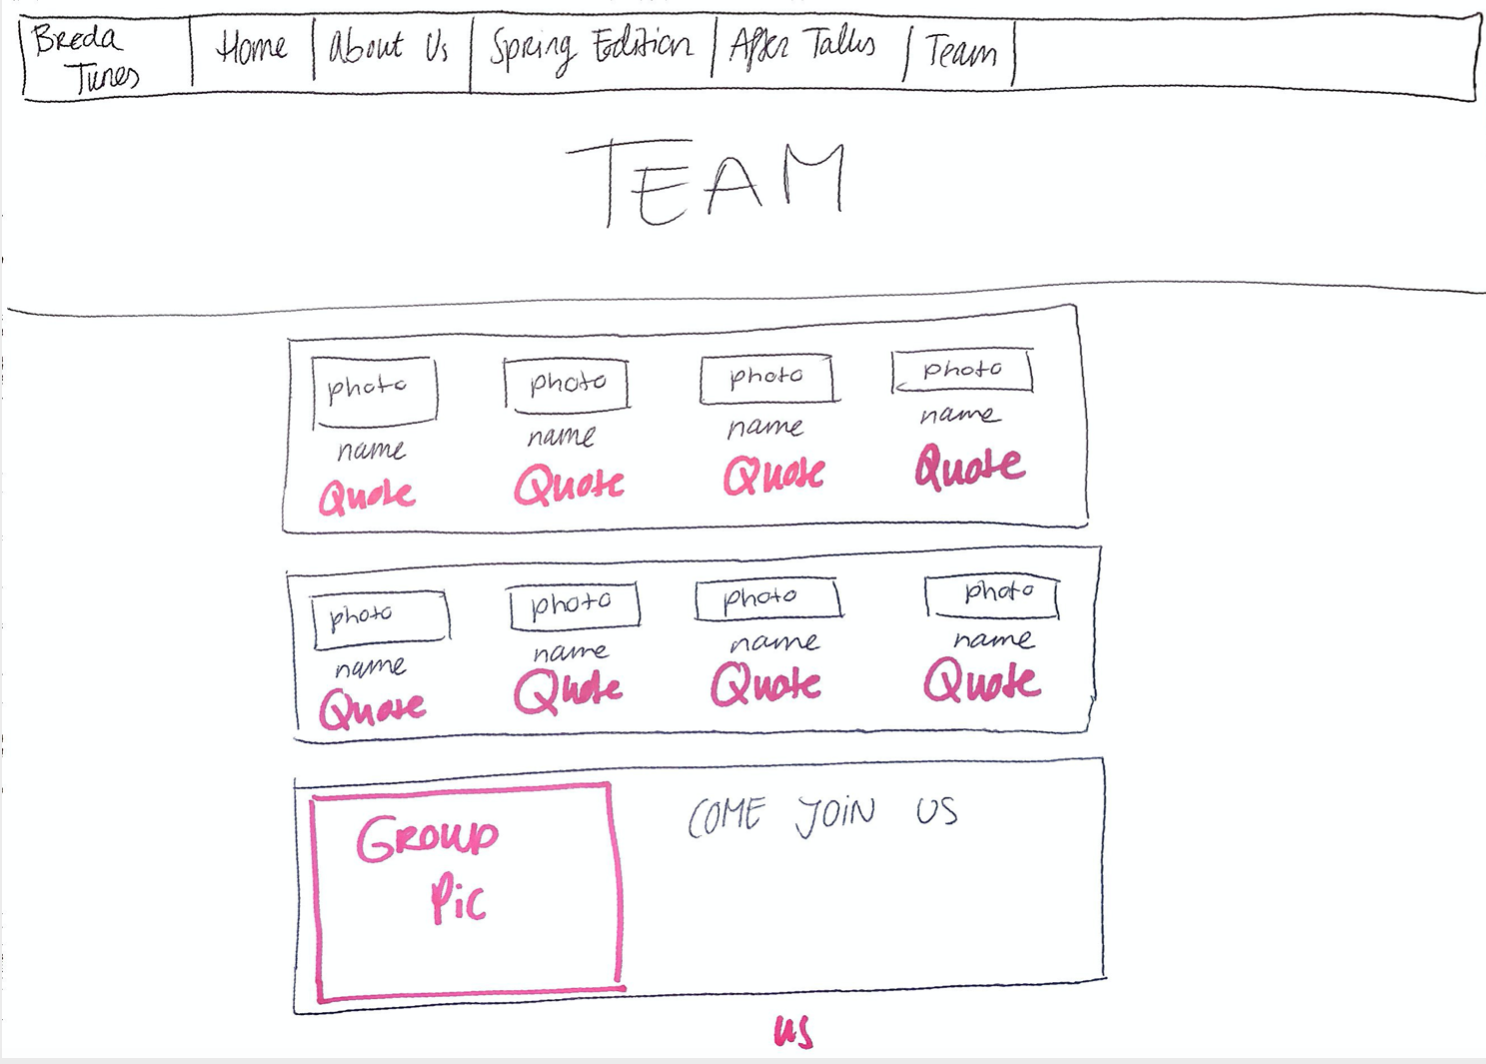 Breda
Tunes
Home
About Us
Spring Edition
After Talks
Team
TEAM
photo photo photo photo
name name name name
Quote Quote Quote Quote
photo photo photo photo
name name name name
Quote Quote Quote Quote
Group
Pic
COME JOIN US
us